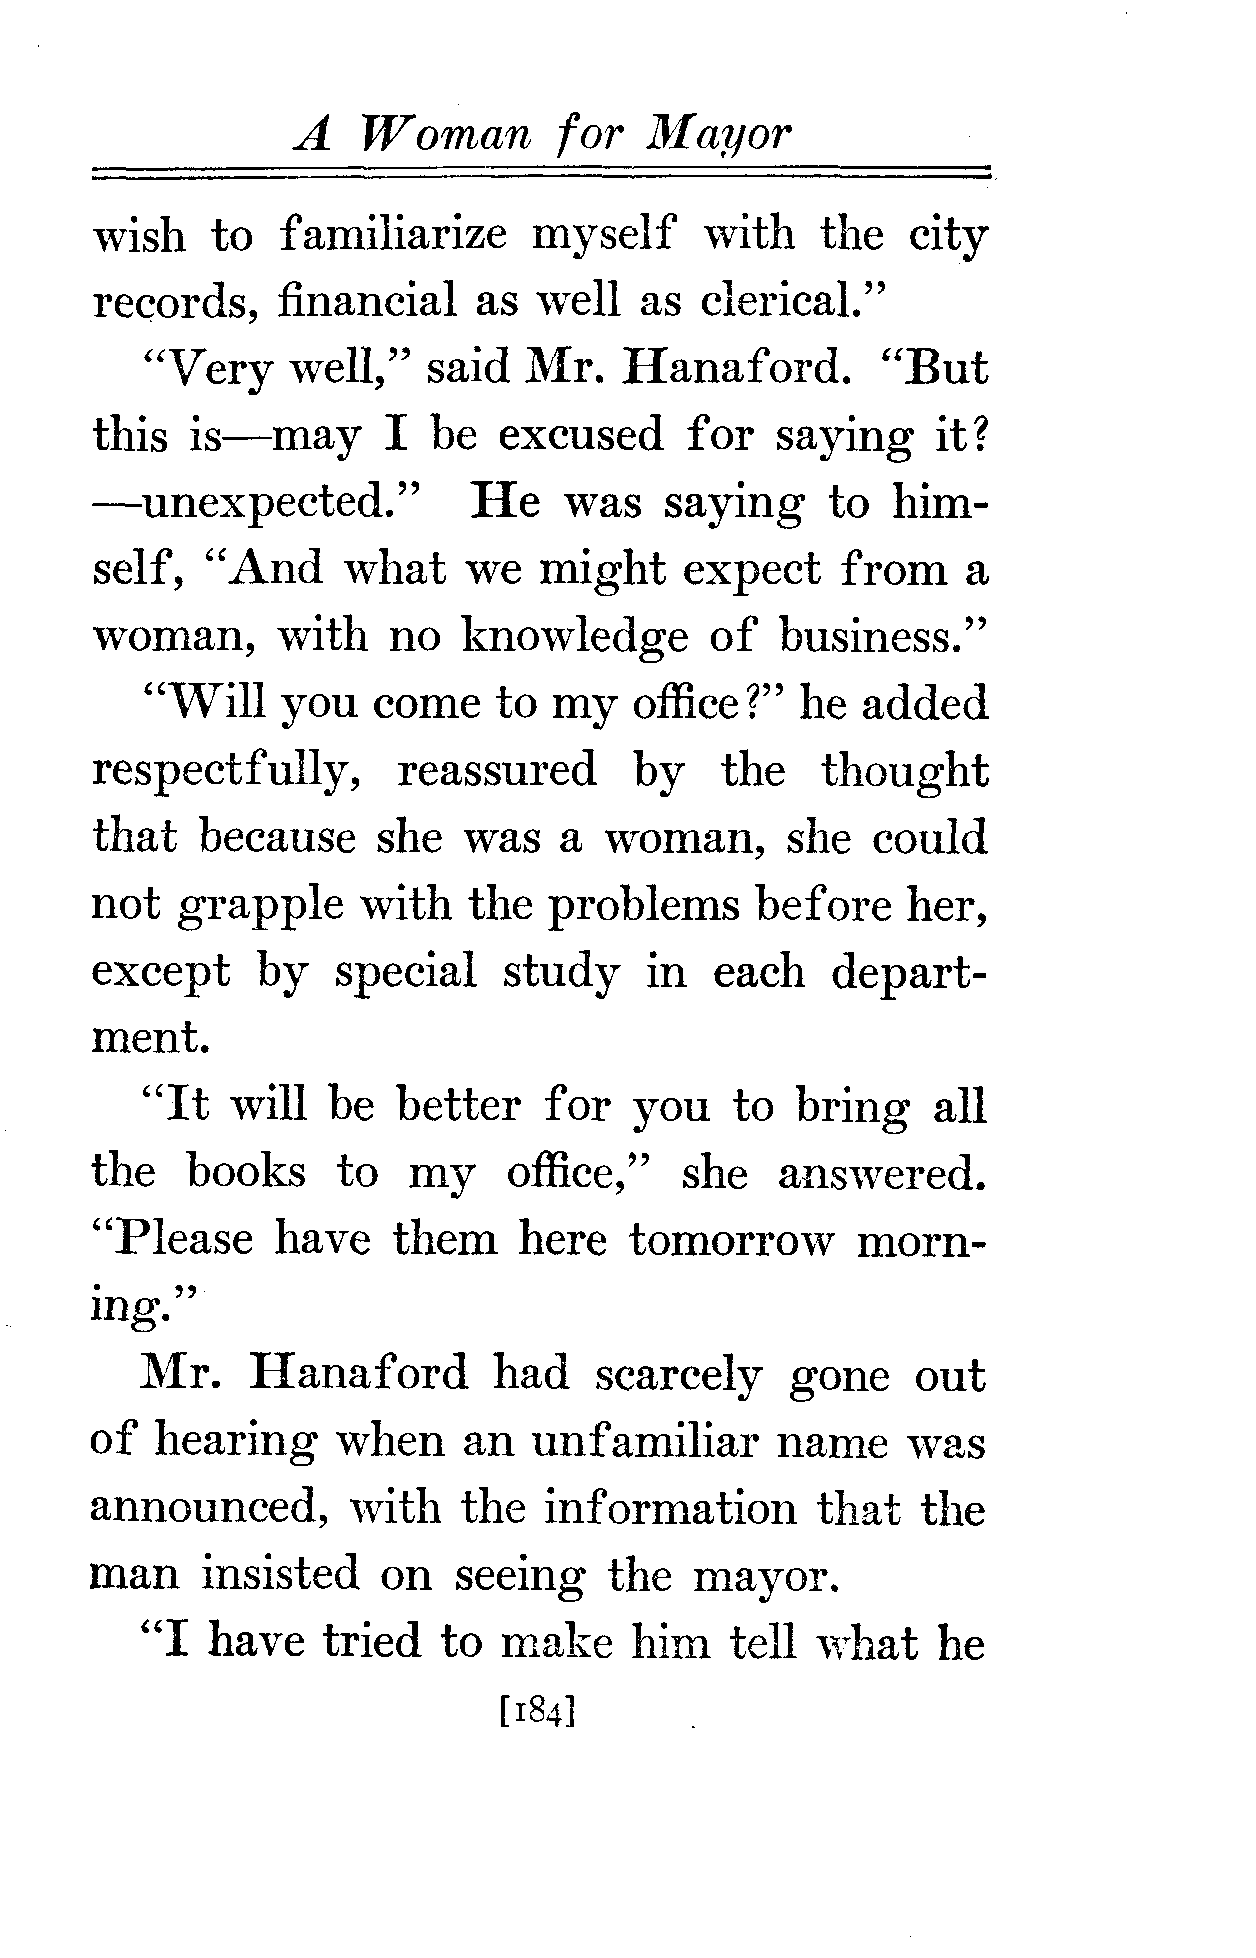 A Woman for Mayor
wish to familiarize myself with the city
records, financial as well as clerical."
"Very well," said Mr. Hanaford. "But
this is—may I be excused for saying it?
—unexpected." He was saying to him-
self, "And what we might expect from a
woman, with no knowledge of business."
"Will you come to my office?" he added
respectfully, reassured by the thought
that because she was a woman, she could
not grapple with the problems before her,
except by special study in each depart-
ment.
"It will be better for you to bring all
the books to my office," she answered.
"Please have them here tomorrow morn-
ing."
Mr. Hanaford had scarcely gone out
of hearing when an unfamiliar name was
announced, with the information that the
man insisted on seeing the mayor.
"I have tried to make him tell what he
[184]